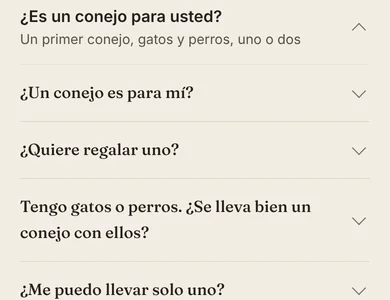 ¿Es un conejo para usted?
Un primer conejo, gatos y perros, uno o dos
¿Un conejo es para mí?
¿Quiere regalar uno?
Tengo gatos o perros. ¿Se lleva bien un
conejo con ellos?
¿Me puedo llevar solo uno?